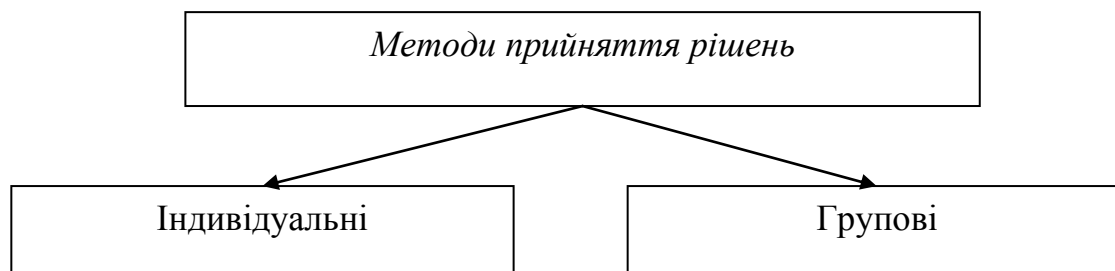 Методи прийняття рішень
Індивідуальні
Групові